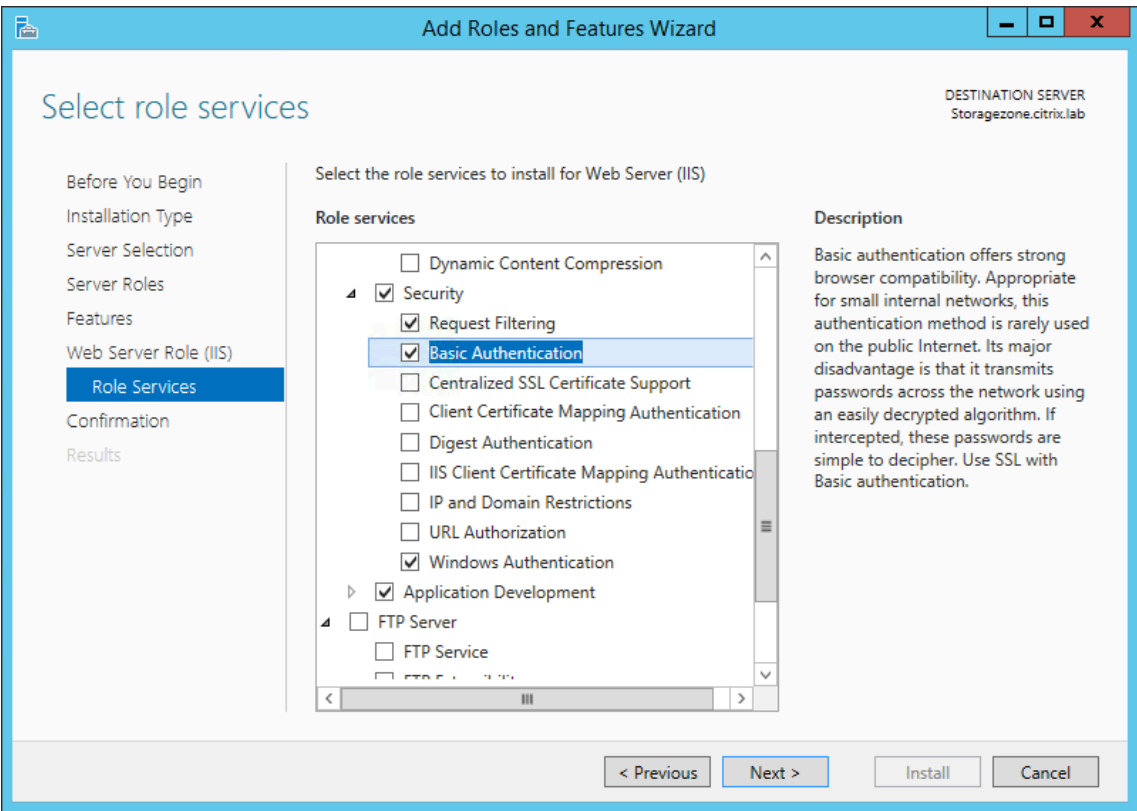 Add Roles and Features Wizard
Select role services
DESTINATION SERVER
Storagezone.citrix.lab
Before You Begin
Installation Type
Server Selection
Server Roles
Features
Web Server Role (IIS)
Role Services
Confirmation
Results
Select the role services to install for Web Server (IIS)
Role services
Dynamic Content Compression
Security
Request Filtering
Basic Authentication
Centralized SSL Certificate Support
Client Certificate Mapping Authentication
Digest Authentication
IIS Client Certificate Mapping Authenticatio
IP and Domain Restrictions
URL Authorization
Windows Authentication
Application Development
FTP Server
FTP Service
Description
Basic authentication offers strong
browser compatibility. Appropriate
for small internal networks, this
authentication method is rarely used
on the public Internet. Its major
disadvantage is that it transmits
passwords across the network using
an easily decrypted algorithm. If
intercepted, these passwords are
simple to decipher. Use SSL with
Basic authentication.
< Previous
Next >
Install
Cancel